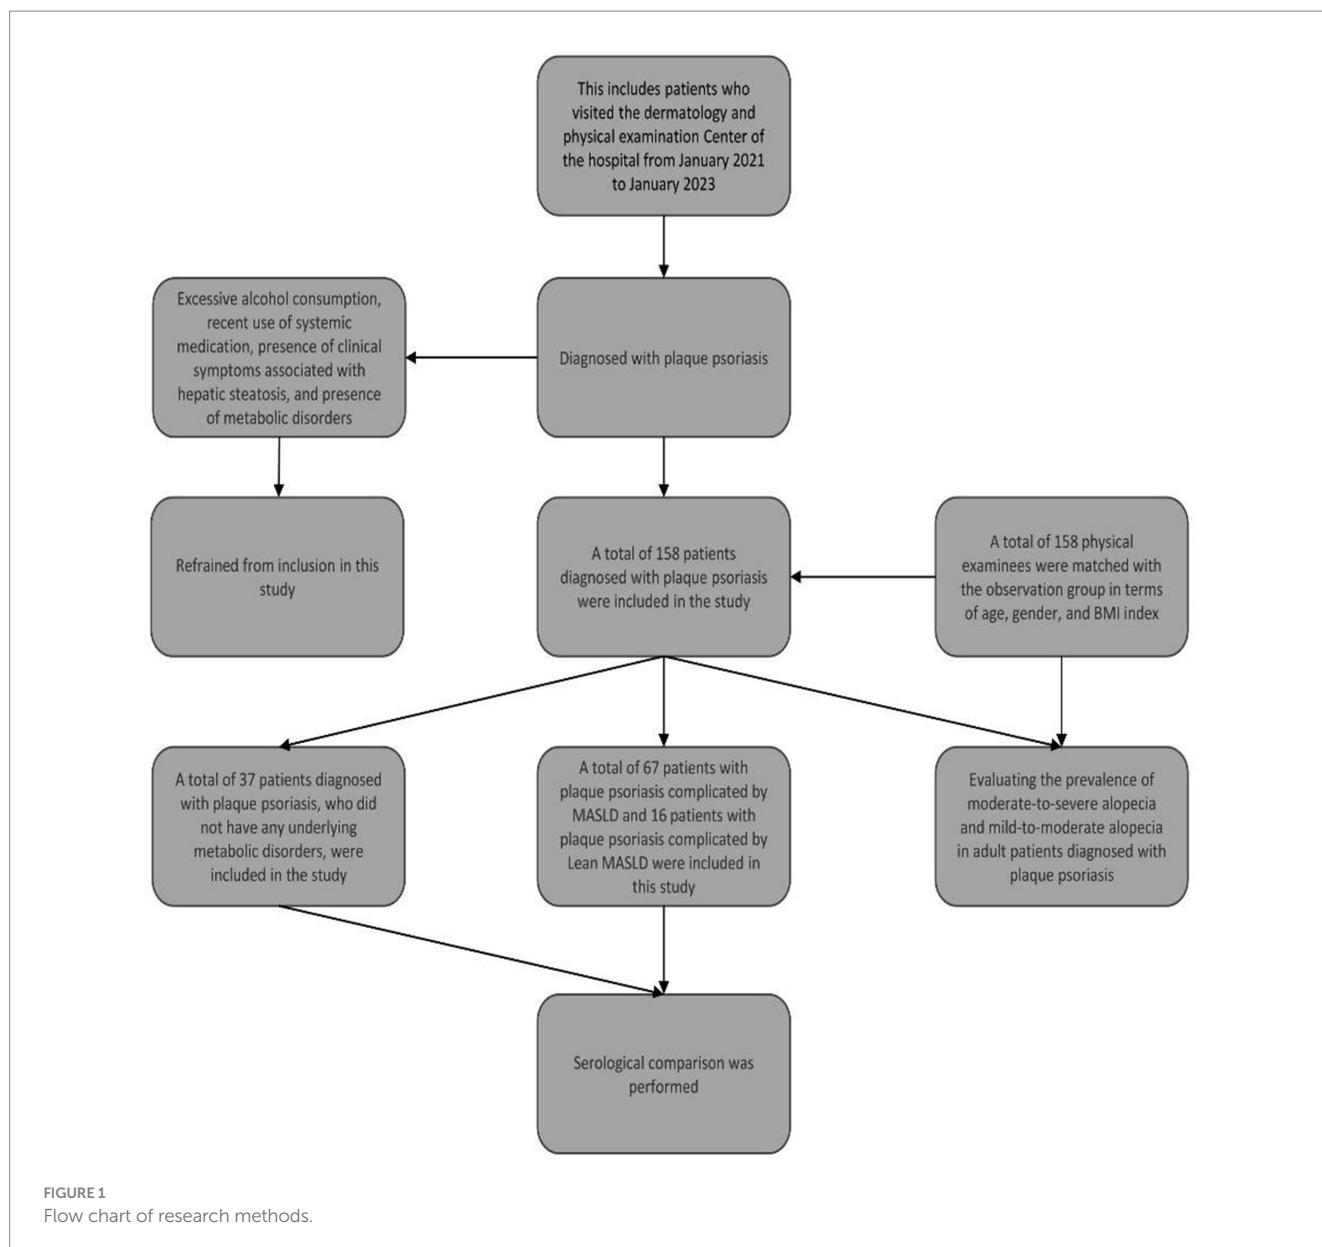 This includes patients who
visited the dermatology and
physical examination Center of
the hospital from January 2021
to January 2023
Excessive alcohol consumption,
recent use of systemic
medication, presence of clinical
symptoms associated with
hepatic steatosis, and presence
of metabolic disorders
Diagnosed with plaque psoriasis
Refrained from inclusion in this
study
A total of 158 patients
diagnosed with plaque psoriasis
were included in the study
A total of 158 physical
examinees were matched with
the observation group in terms
of age, gender, and BMI index
A total of 37 patients diagnosed
with plaque psoriasis, who did
not have any underlying
metabolic disorders, were
included in the study
A total of 67 patients with
plaque psoriasis complicated by
MASLD and 16 patients with
plaque psoriasis complicated by
Lean MASLD were included in
this study
Evaluating the prevalence of
moderate-to-severe alopecia
and mild-to-moderate alopecia
in adult patients diagnosed with
plaque psoriasis
Serological comparison was
performed
FIGURE 1
Flow chart of research methods.